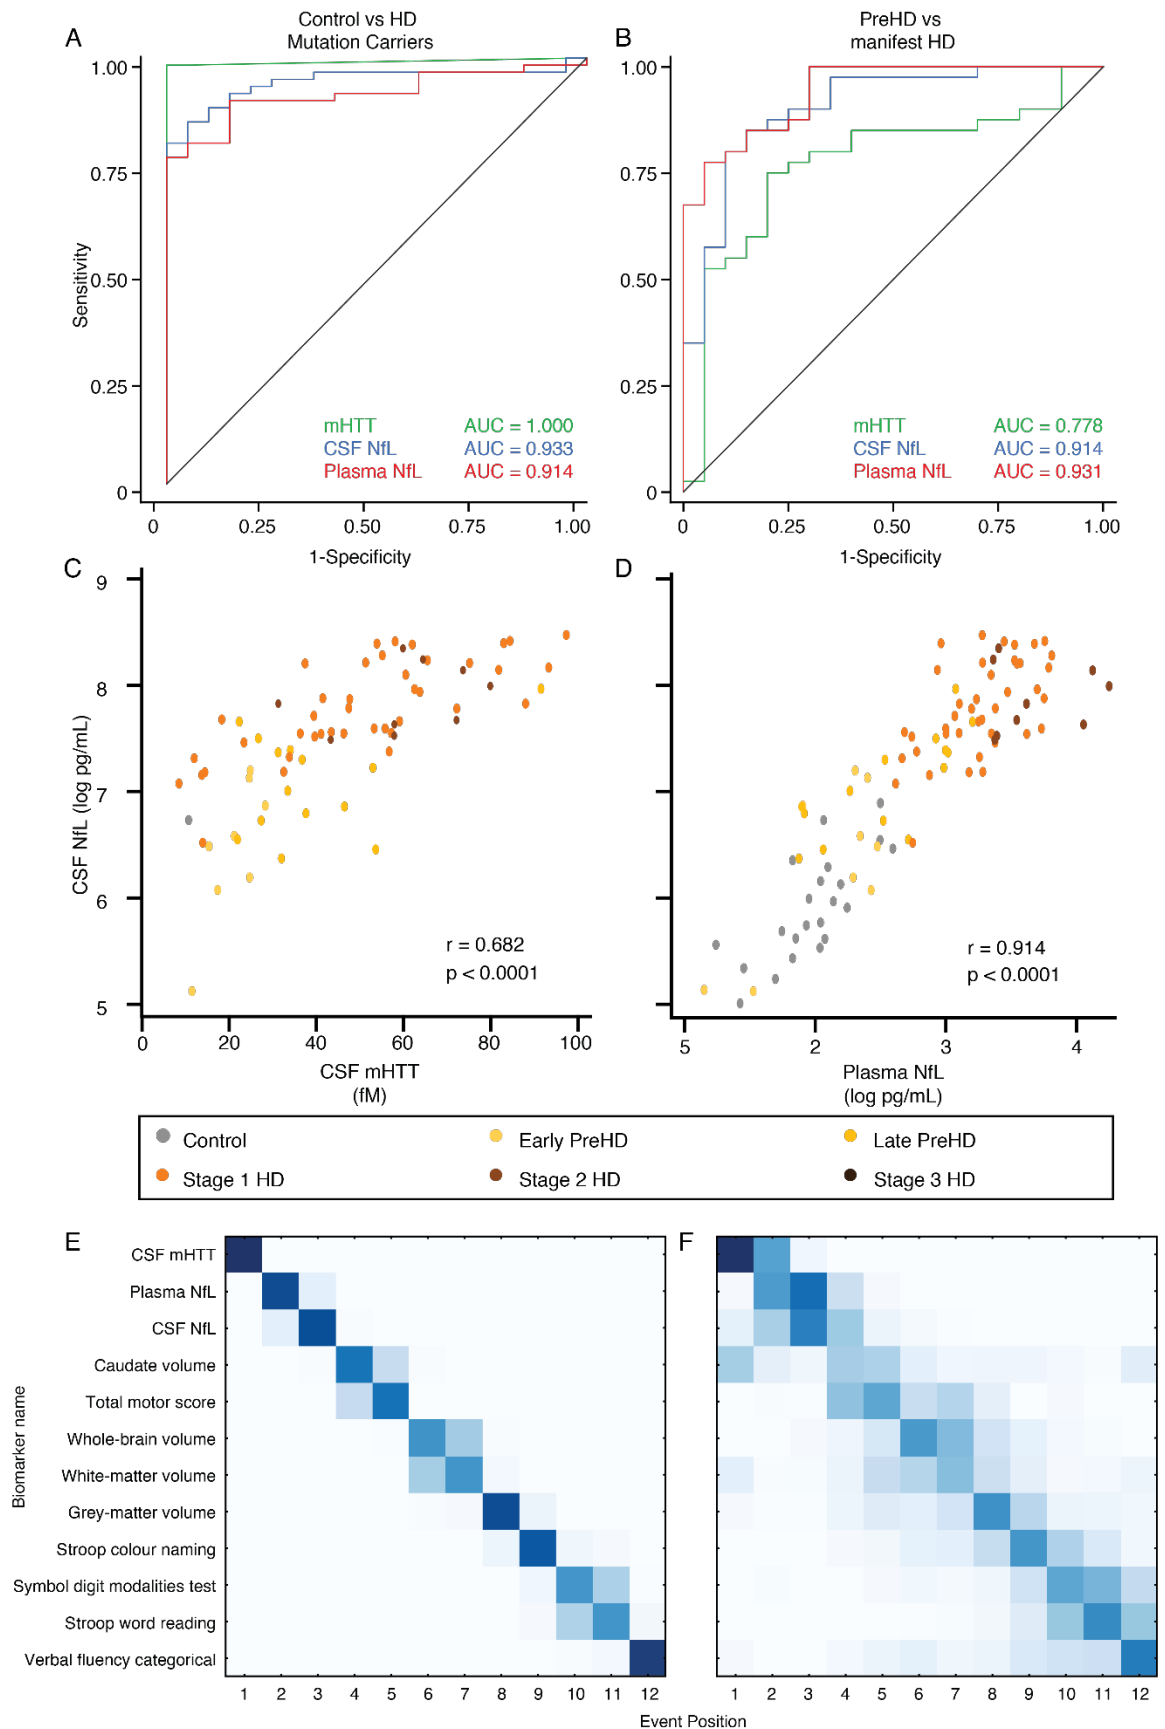 A
Control vs HD
Mutation Carriers
B
PreHD vs
manifest HD
1.00
0.75
0.50
0.25
0
Sensitivity
mHTT AUC = 1.000
CSF NfL AUC = 0.933
Plasma NfL AUC = 0.914
0 0.25 0.50 0.75 1.00
1-Specificity
1.00
0.75
0.50
0.25
0
mHTT AUC = 0.778
CSF NfL AUC = 0.914
Plasma NfL AUC = 0.931
0 0.25 0.50 0.75 1.00
1-Specificity
C
9
8
7
6
5
CSF NfL (log pg/mL)
r = 0.682
p < 0.0001
0 20 40 60 80 100
CSF mHTT
(fM)
D
r = 0.914
p < 0.0001
5 2 3 4
Plasma NfL
(log pg/mL)
Control Early PreHD Late PreHD
Stage 1 HD Stage 2 HD Stage 3 HD
E
F
Biomarker name
CSF mHTT
Plasma NfL
CSF NfL
Caudate volume
Total motor score
Whole-brain volume
White-matter volume
Grey-matter volume
Stroop colour naming
Symbol digit modalities test
Stroop word reading
Verbal fluency categorical
1 2 3 4 5 6 7 8 9 10 11 12
1 2 3 4 5 6 7 8 9 10 11 12
Event Position